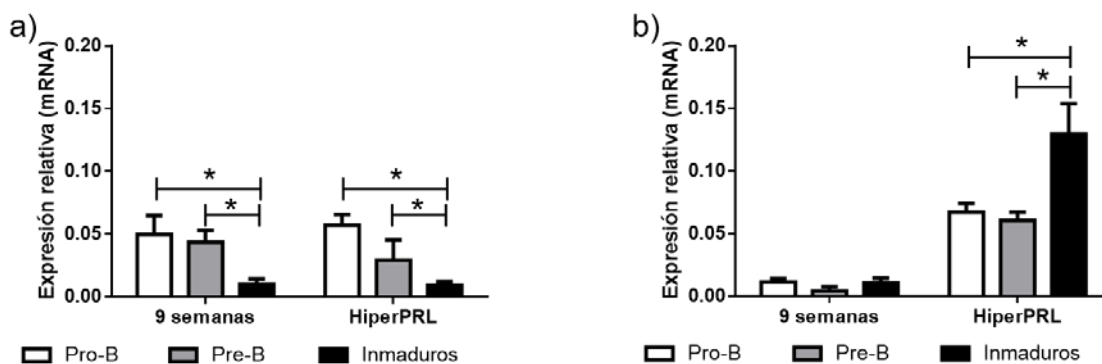 a)
Expresión relativa (mRNA)
0.20
0.15
0.10
0.05
0.00
* * * *
9 semanas HiperPRL
Pro-B Pre-B Inmaduros
b)
Expresión relativa (mRNA)
0.20
0.15
0.10
0.05
0.00
* *
9 semanas HiperPRL
Pro-B Pre-B Inmaduros